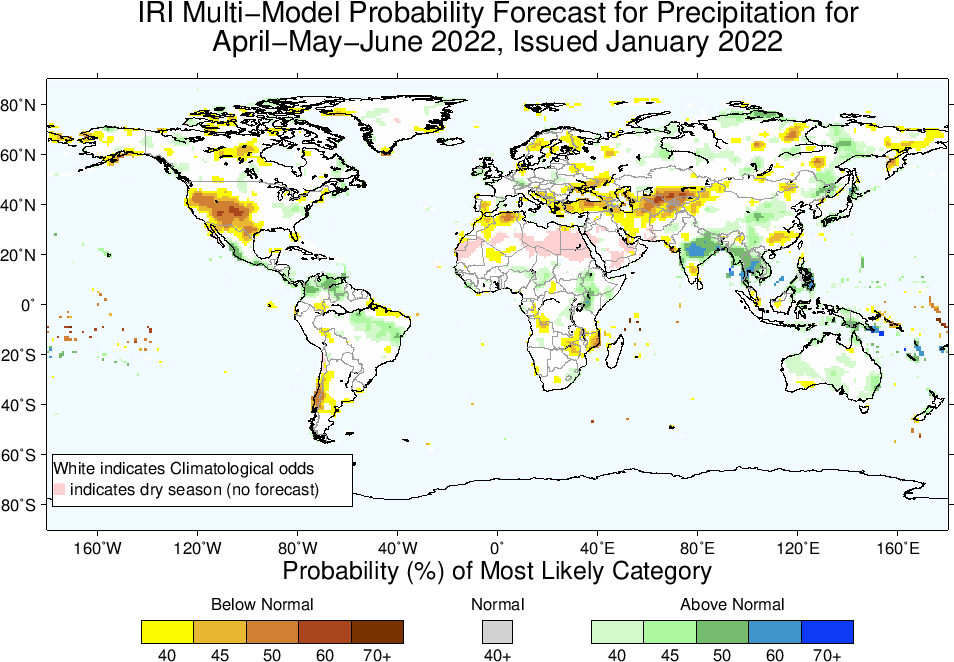 IRI Multi−Model Probability Forecast for Precipitation for
April−May−June 2022, Issued January 2022
80˚N
60˚N
40˚N
20˚N
0˚
20˚S
40˚S
60˚S
80˚S
White indicates Climatological odds
indicates dry season (no forecast)
160˚W 120˚W 80˚W 40˚W 0˚ 40˚E 80˚E 120˚E 160˚E
Probability (%) of Most Likely Category
Below Normal Normal Above Normal
40 45 50 60 70+ 40+ 40 40 50 60 70+